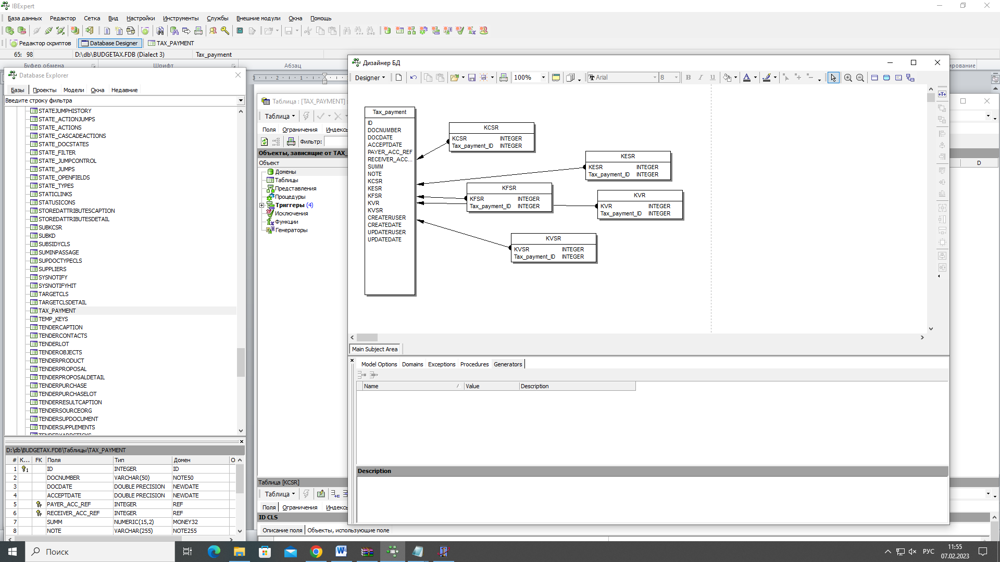 IBExpert
База данных Редактор Сетка Вид Настройки Инструменты Службы Внешние модули Окна Помощь
Редактор скриптов Database Designer TAX_PAYMENT
65: 98 D:\db\BUDGETAX.FDB (Dialect 3) Tax_payment
Буфер обмена Шрифт Абзац
Database Explorer
Базы Проекты Модели Окна Недавние
Введите строку фильтра
STATEJUMPHISTORY
STATE_ACTIONJUMPS
STATE_ACTIONS
STATE_CASCADEACTIONS
STATE_DOCSTATES
STATE_FILTER
STATE_JUMPCONTROL
STATE_JUMPS
STATE_OPENFIELDS
STATE_TYPES
STATICLINKS
STATUSICONS
STOREDATTRIBUTESCAPTION
STOREDATTRIBUTESDETAIL
SUBKCSR
SUBKD
SUBSIDYCLS
SUMINPASSAGE
SUPDOCTYPECLS
SUPPLIERS
SYSNOTIFY
SYSNOTIFYHIT
TARGETCLS
TARGETCLSDETAIL
TAX_PAYMENT
TEMP_KEYS
TENDERCAPTION
TENDERCONTACTS
TENDERLOT
TENDEROBJECTS
TENDERPRODUCT
TENDERPROPOSAL
TENDERPROPOSALDETAIL
TENDERPURCHASE
TENDERPURCHASELOT
TENDERRESULTCAPTION
TENDERSOURCEORG
TENDERSUPDOCUMENT
TENDERSUPPLEMENTS
TENDERYARDSTICKS
D:\db\BUDGETAX.FDB\Таблицы\TAX_PAYMENT
# К... FK Поля Тип Домен О
1 1 ID INTEGER ID
2 DOCNUMBER VARCHAR(50) NOTE50
3 DOCDATE DOUBLE PRECISION NEWDATE
4 ACCEPTDATE DOUBLE PRECISION NEWDATE
5 PAYER_ACC_REF INTEGER REF
6 RECEIVER_ACC_REF INTEGER REF
7 SUMM NUMERIC(15,2) MONEY32
8 NOTE VARCHAR(255) NOTE255
3 2 1 1
Таблица : [TAX_PAYMENT] :
Таблица
Поля Ограничения Индексы
Фильтр:
Объекты, зависящие от TAX_
Объект
Домены
Таблицы
Представления
Процедуры
Триггеры (4)
Исключения
Функции
Генераторы
Таблица [KCSR]
Таблица
Поля Ограничения Индексы
ID CLS
Описание поля Объекты, использующие поле
Дизайнер БД
Designer 100% Arial 8 B I U A
Tax_payment
ID
DOCNUMBER
DOCDATE
ACCEPTDATE
PAYER_ACC_REF
RECEIVER_ACC...
SUMM
NOTE
KCSR
KESR
KFSR
KVR
KVSR
CREATERUSER
CREATEDATE
UPDATERUSER
UPDATEDATE
KCSR
KCSR INTEGER
Tax_payment_ID INTEGER
KESR
KESR INTEGER
Tax_payment_ID INTEGER
KFSR
KFSR INTEGER
Tax_payment_ID INTEGER
KVR
KVR INTEGER
Tax_payment_ID INTEGER
KVSR
KVSR INTEGER
Tax_payment_ID INTEGER
Main Subject Area
Model Options Domains Exceptions Procedures Generators
Name Value Description
Description
ирование
D
Поиск
РУС
11:55
07.02.2023